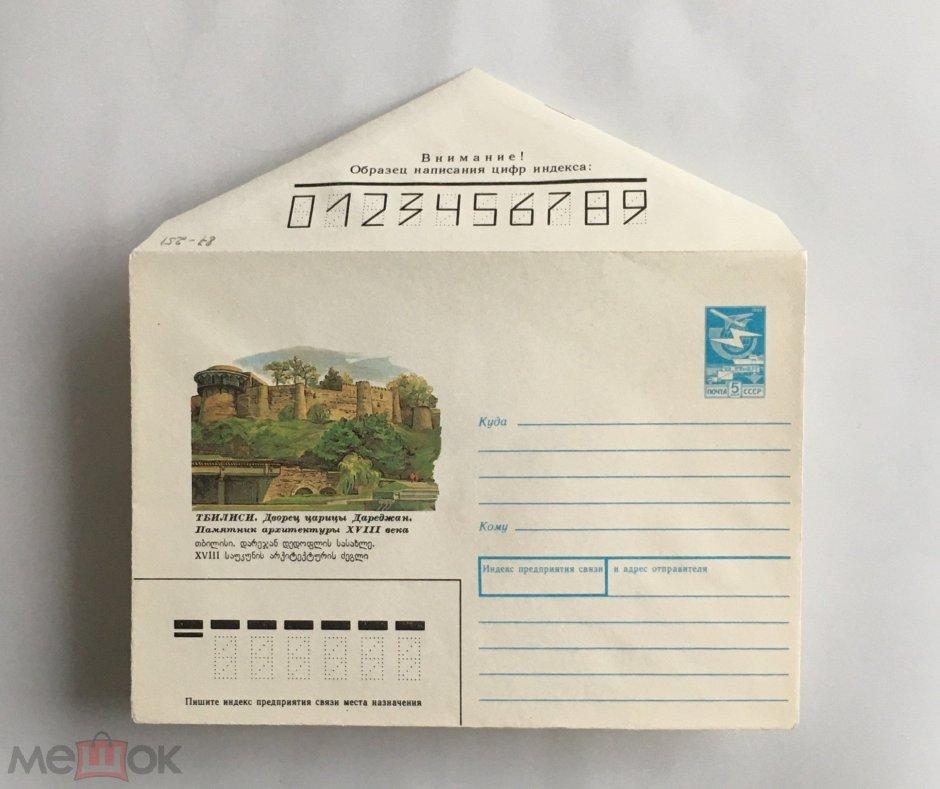 Внимание!
Образец написания цифр индекса:
0123456789
87-251
ПОЧТА 5 СССР
ТБИЛИСИ. Дворец царицы Дареджан.
Памятник архитектуры XVIII века
თბილისი. დარეჯან დედოფლის სასახლე.
XVIII საუკუნის არქიტექტურის ძეგლი
Куда
Кому
Индекс предприятия связи и адрес отправителя
Пишите индекс предприятия связи места назначения
мешок